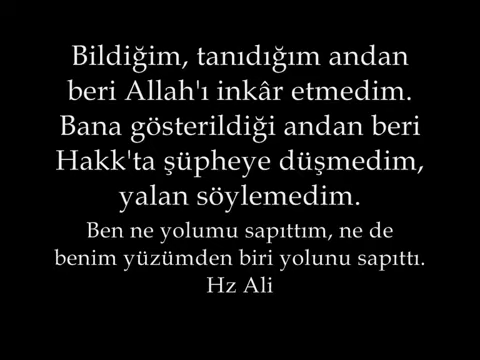 Bildiğim, tanıdığım andan
beri Allah'ı inkâr etmedim.
Bana gösterildiği andan beri
Hakk'ta şüpheye düşmedim,
yalan söylemedim.
Ben ne yolumu sapıttım, ne de
benim yüzümden biri yolunu sapıttı.
Hz Ali